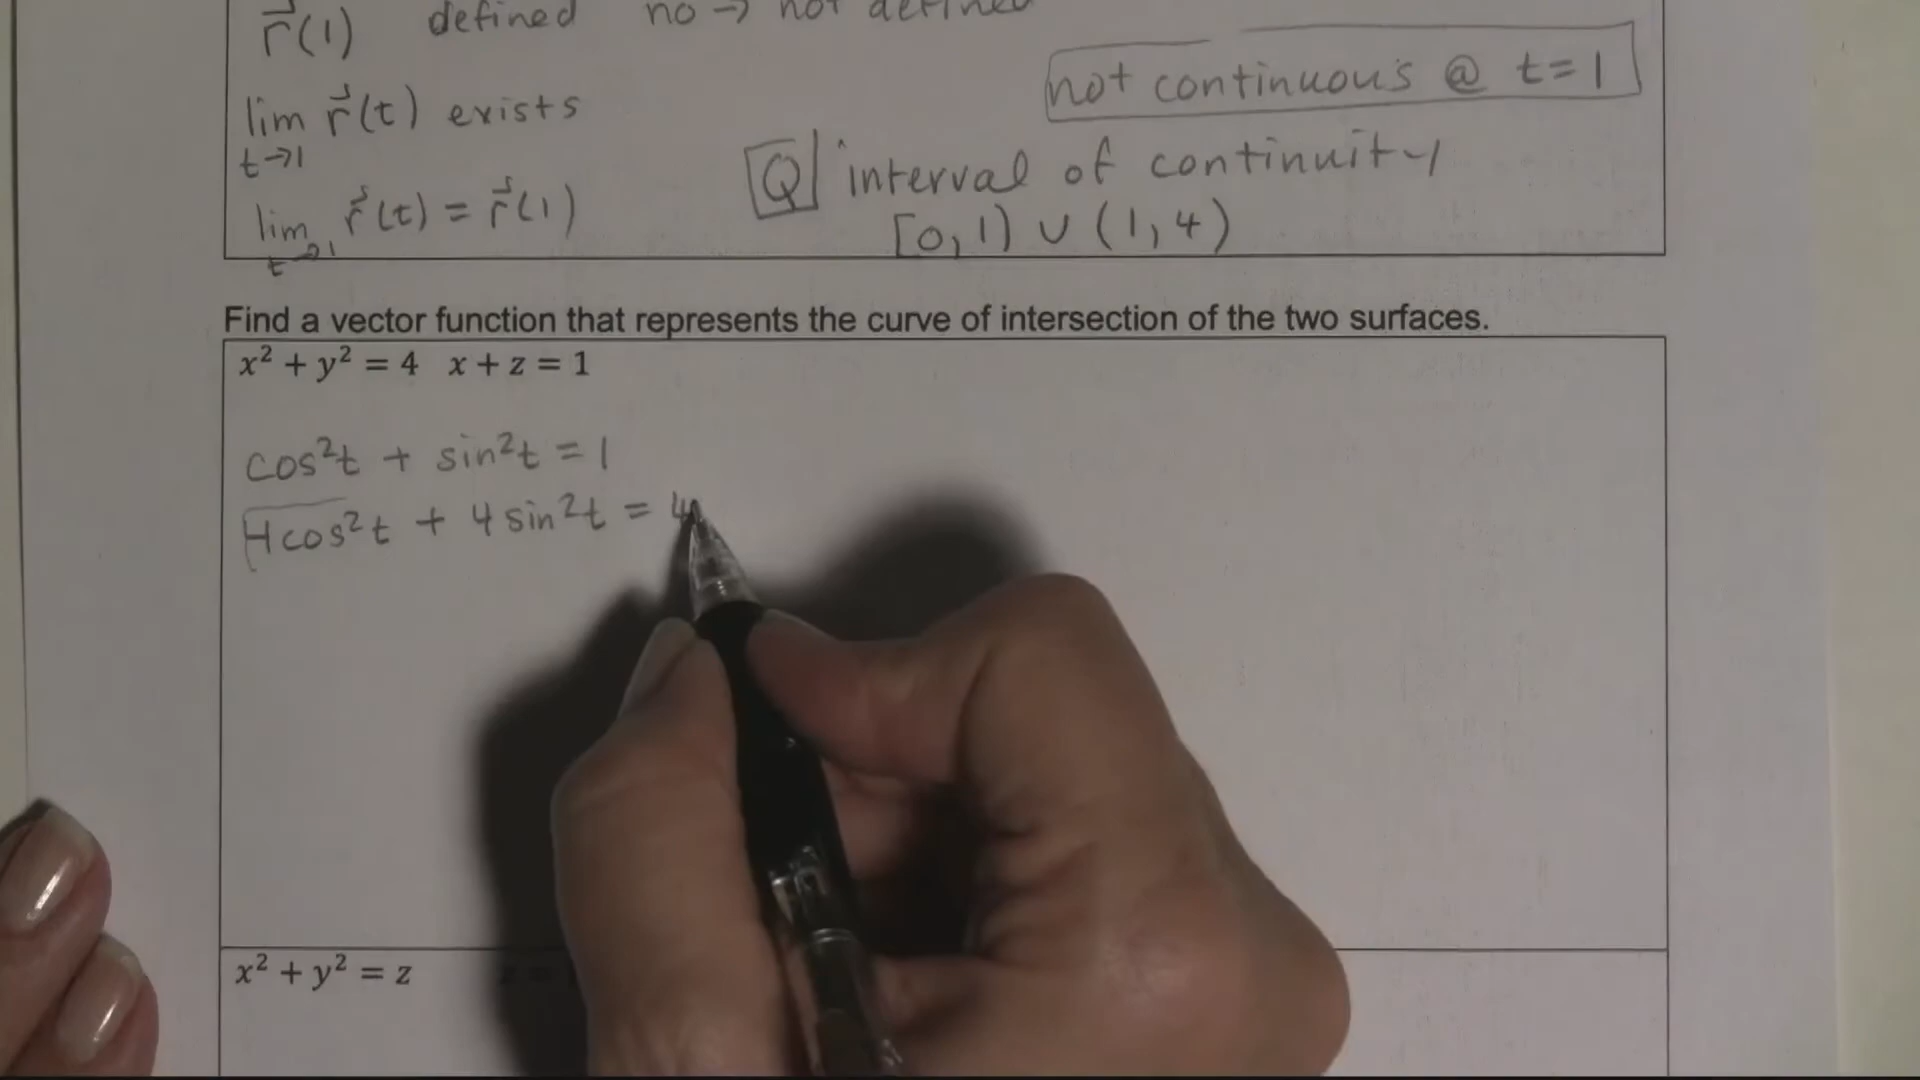 r⃗(1) defined no → not defined
not continuous @ t=1
lim r⃗(t) exists
t→1
Q interval of continuity
lim r⃗(t) = r⃗(1)
t→1
[0,1) ∪ (1,4)
Find a vector function that represents the curve of intersection of the two surfaces.
x² + y² = 4 x + z = 1
cos²t + sin²t = 1
4cos²t + 4sin²t = 4
x² + y² = z